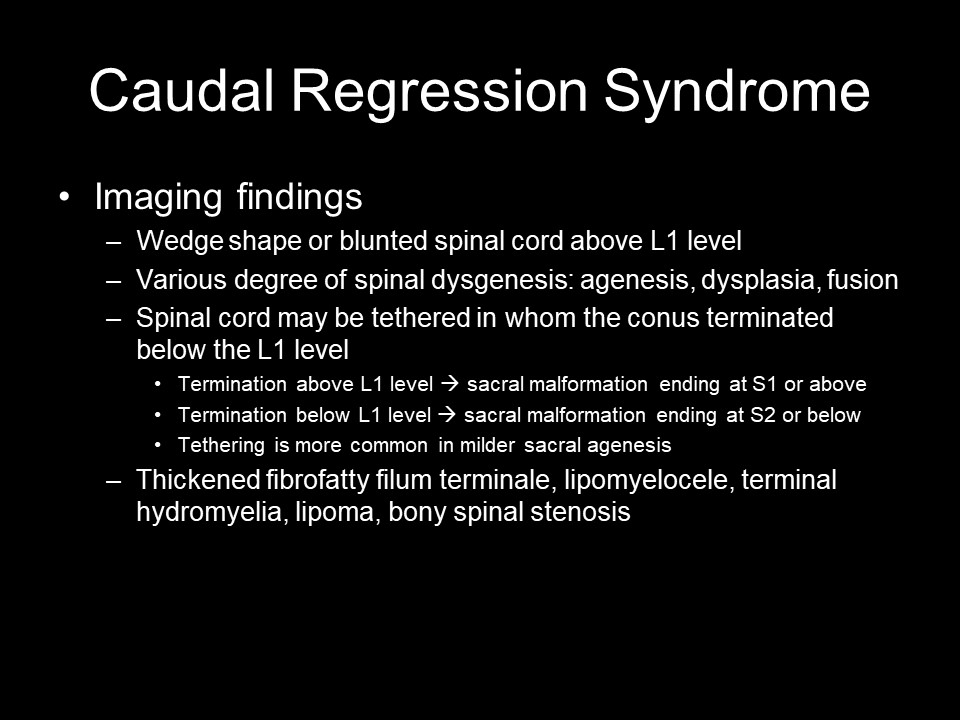 Caudal Regression Syndrome
• Imaging findings
– Wedge shape or blunted spinal cord above L1 level
– Various degree of spinal dysgenesis: agenesis, dysplasia, fusion
– Spinal cord may be tethered in whom the conus terminated
below the L1 level
• Termination above L1 level → sacral malformation ending at S1 or above
• Termination below L1 level → sacral malformation ending at S2 or below
• Tethering is more common in milder sacral agenesis
– Thickened fibrofatty filum terminale, lipomyelocele, terminal
hydromyelia, lipoma, bony spinal stenosis